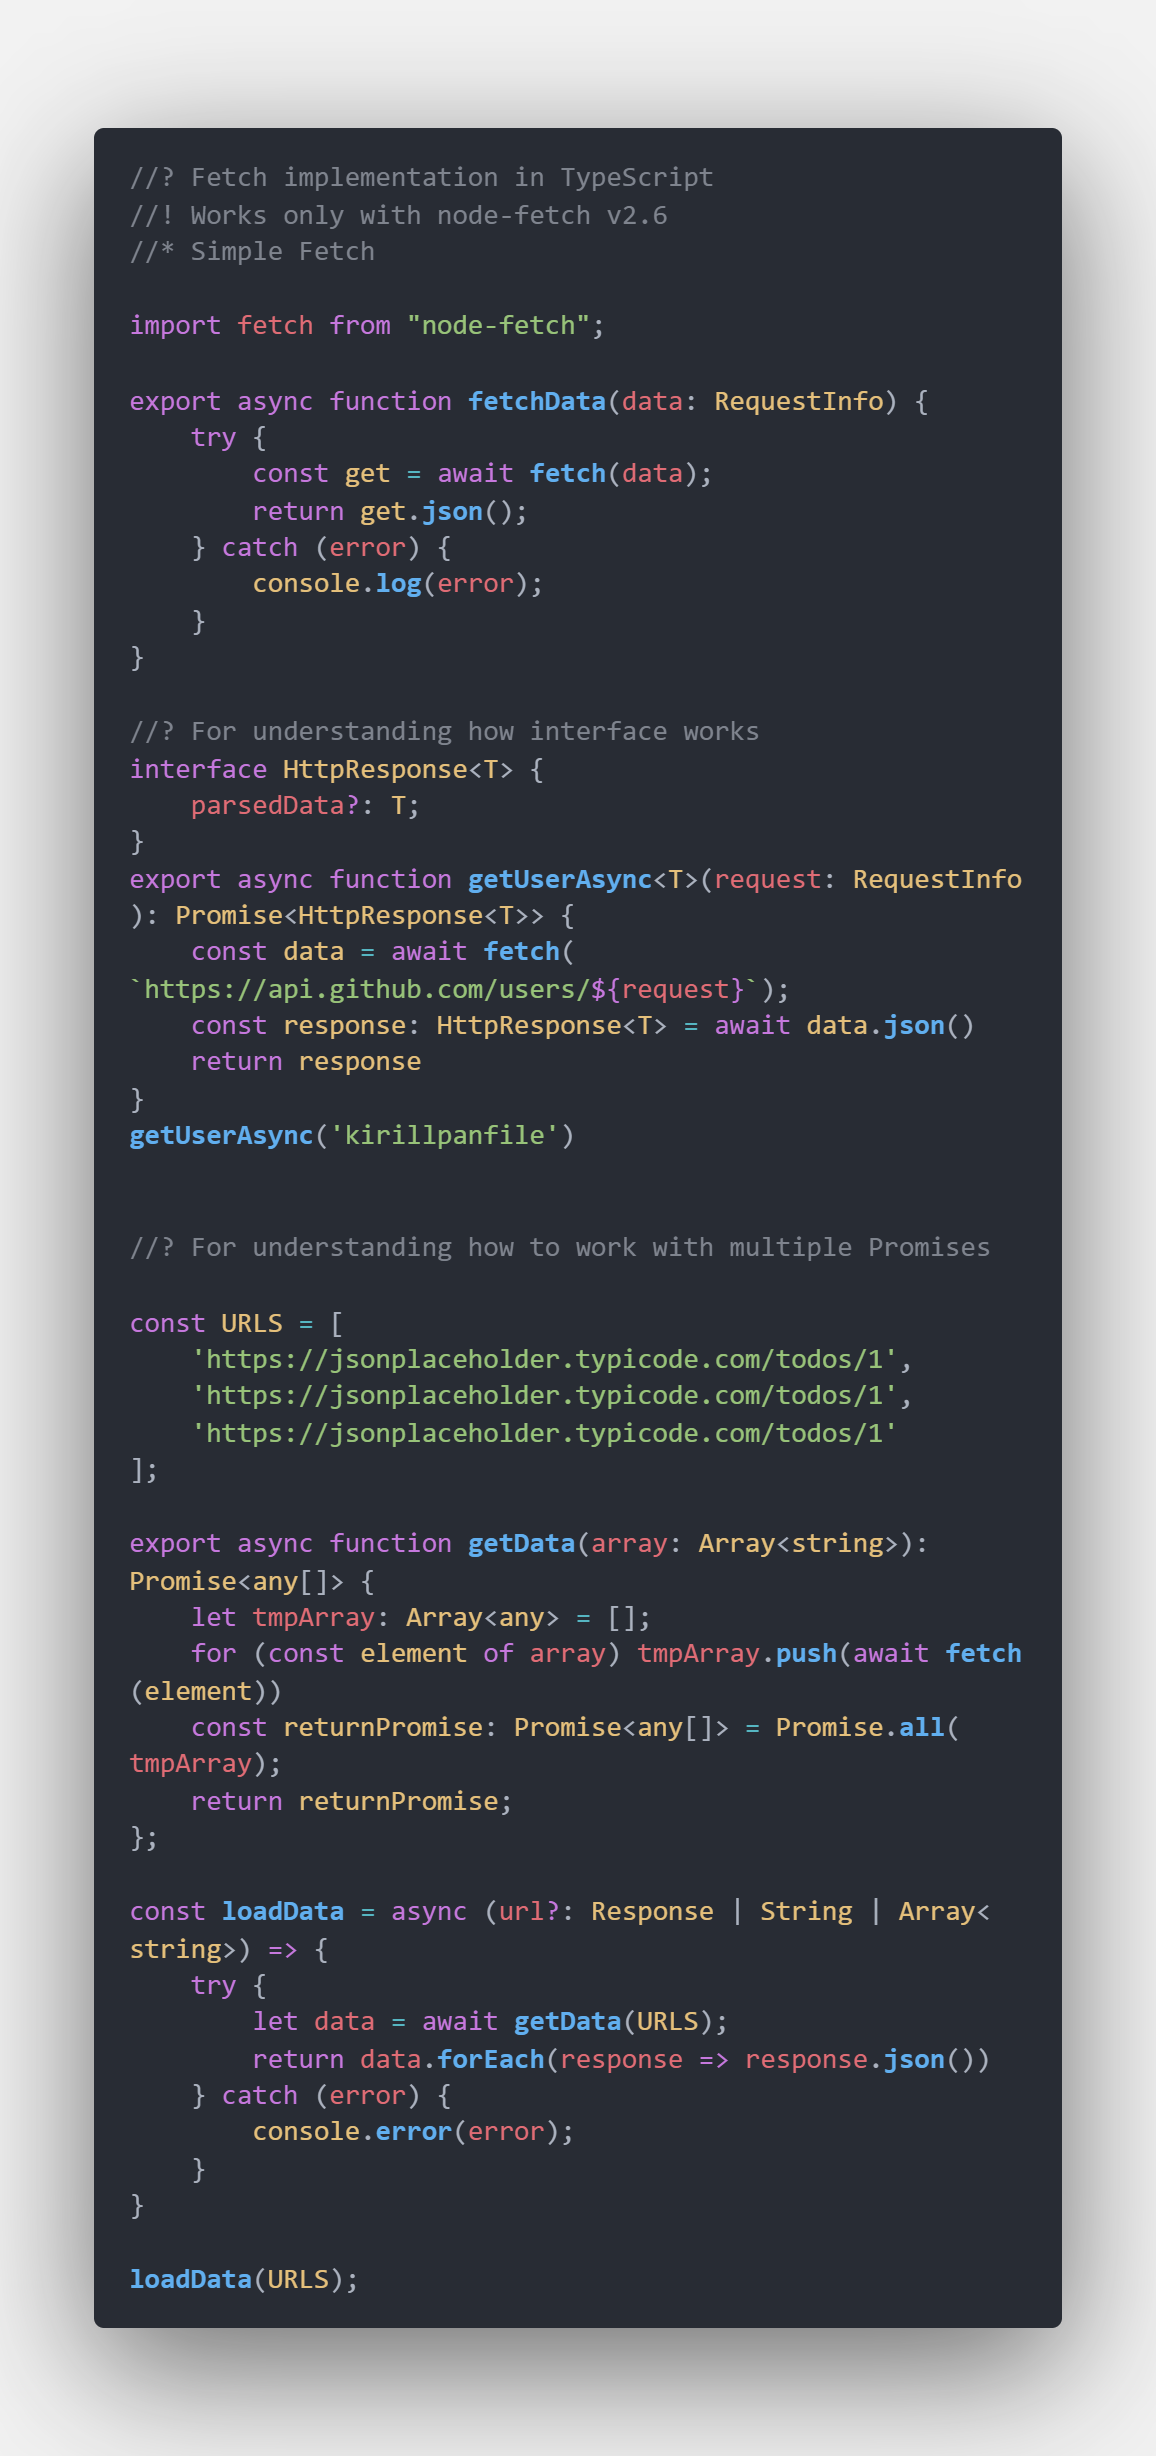 //? Fetch implementation in TypeScript
//! Works only with node-fetch v2.6
//* Simple Fetch

import fetch from "node-fetch";

export async function fetchData(data: RequestInfo) {
    try {
        const get = await fetch(data);
        return get.json();
    } catch (error) {
        console.log(error);
    }
}

//? For understanding how interface works
interface HttpResponse<T> {
    parsedData?: T;
}
export async function getUserAsync<T>(request: RequestInfo
): Promise<HttpResponse<T>> {
    const data = await fetch(
`https://api.github.com/users/${request}`);
    const response: HttpResponse<T> = await data.json()
    return response
}
getUserAsync('kirillpanfile')


//? For understanding how to work with multiple Promises

const URLS = [
    'https://jsonplaceholder.typicode.com/todos/1',
    'https://jsonplaceholder.typicode.com/todos/1',
    'https://jsonplaceholder.typicode.com/todos/1'
];

export async function getData(array: Array<string>):
Promise<any[]> {
    let tmpArray: Array<any> = [];
    for (const element of array) tmpArray.push(await fetch
(element))
    const returnPromise: Promise<any[]> = Promise.all(
tmpArray);
    return returnPromise;
};

const loadData = async (url?: Response | String | Array<
string>) => {
    try {
        let data = await getData(URLS);
        return data.forEach(response => response.json())
    } catch (error) {
        console.error(error);
    }
}

loadData(URLS);